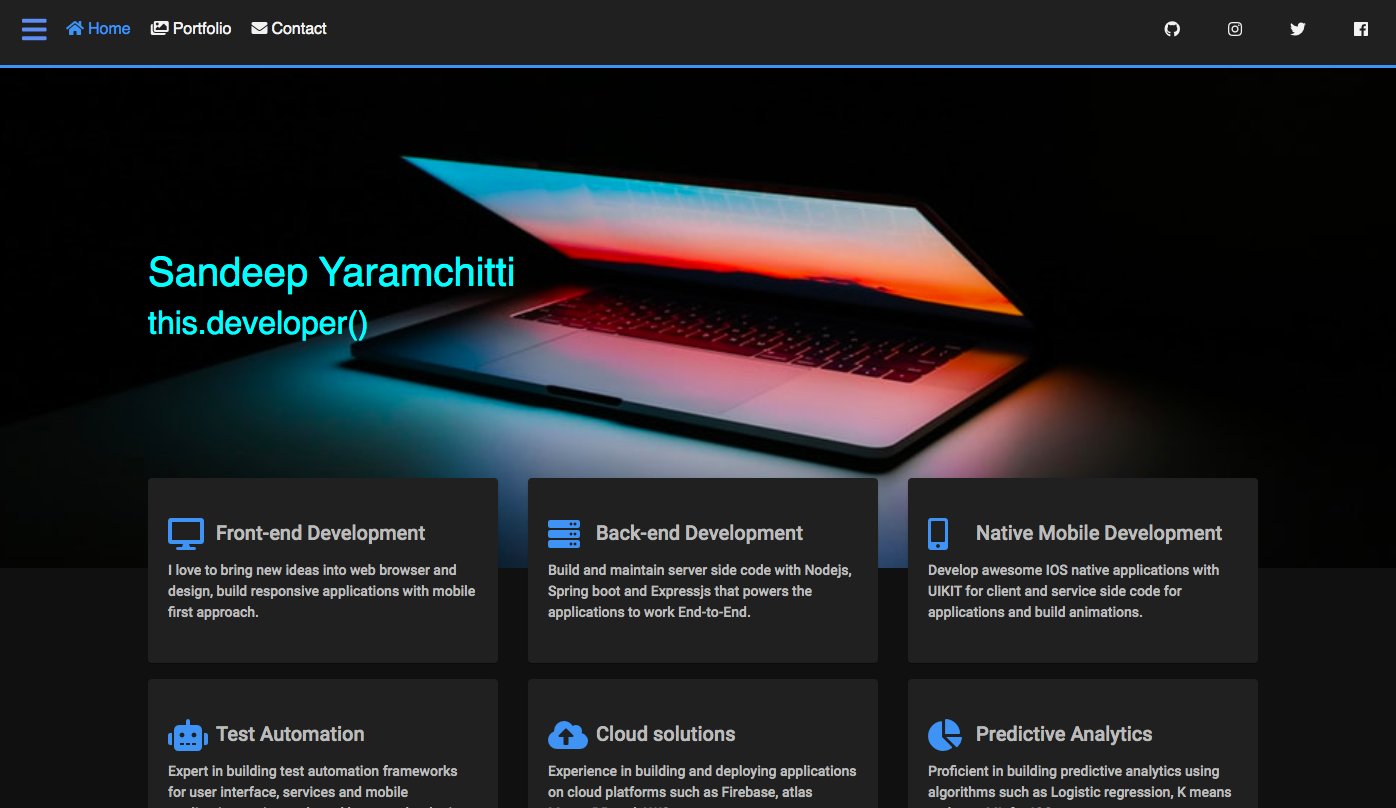 Home Portfolio Contact
Sandeep Yaramchitti
this.developer()
Front-end Development
I love to bring new ideas into web browser and
design, build responsive applications with mobile
first approach.
Back-end Development
Build and maintain server side code with Nodejs,
Spring boot and Expressjs that powers the
applications to work End-to-End.
Native Mobile Development
Develop awesome IOS native applications with
UIKIT for client and service side code for
applications and build animations.
Test Automation
Expert in building test automation frameworks
for user interface, services and mobile
Cloud solutions
Experience in building and deploying applications
on cloud platforms such as Firebase, atlas
Predictive Analytics
Proficient in building predictive analytics using
algorithms such as Logistic regression, K means